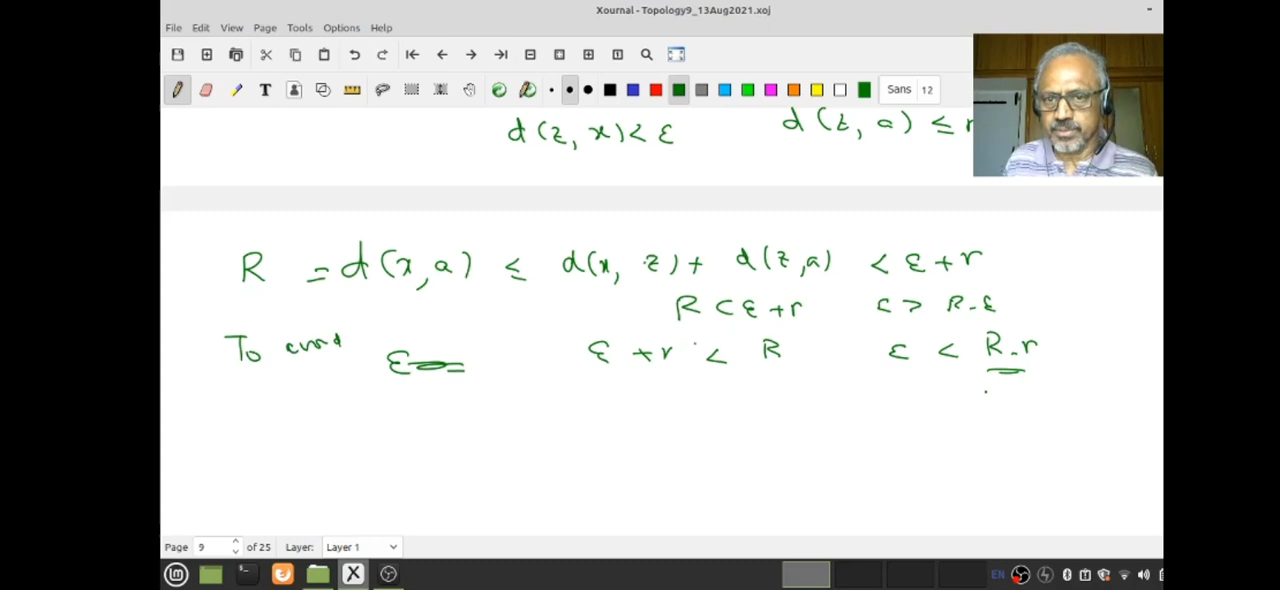 Xournal - Topology9_13Aug2021.xoj
File Edit View Page Tools Options Help
T
Sans 12
d(z, x) < ε d(z, a) ≤ r
R = d(x, a) ≤ d(x, z) + d(z, a) < ε + r
R < ε + r ε > R - ε
To ε ε + r < R ε < R - r
Page 9 of 25 Layer: Layer 1
$_ X EN